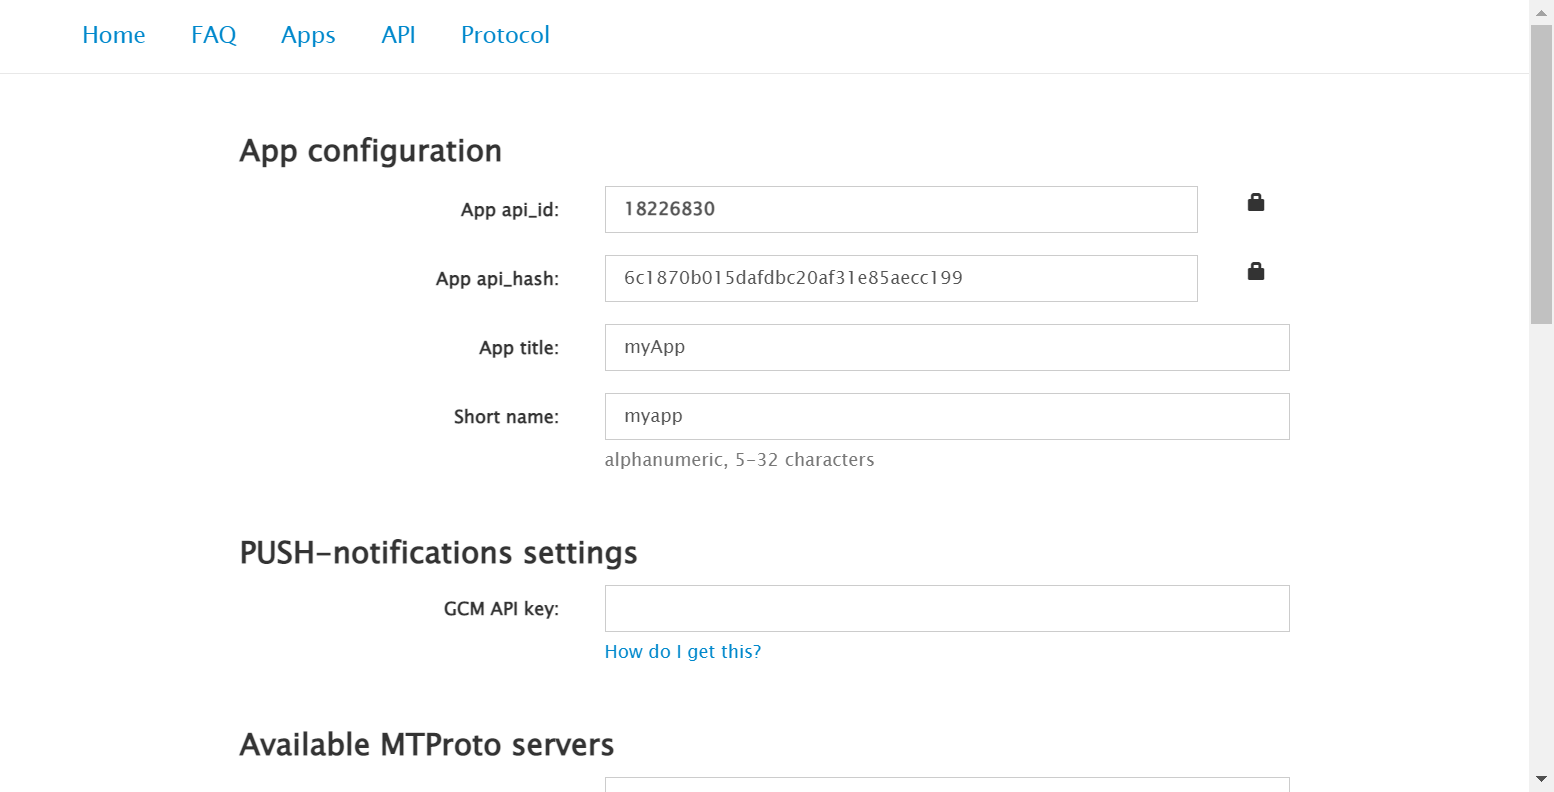 Home FAQ Apps API Protocol
App configuration
App api_id: 18226830
App api_hash: 6c1870b015dafdbc20af31e85aecc199
App title: myApp
Short name: myapp
alphanumeric, 5-32 characters
PUSH-notifications settings
GCM API key:
How do I get this?
Available MTProto servers